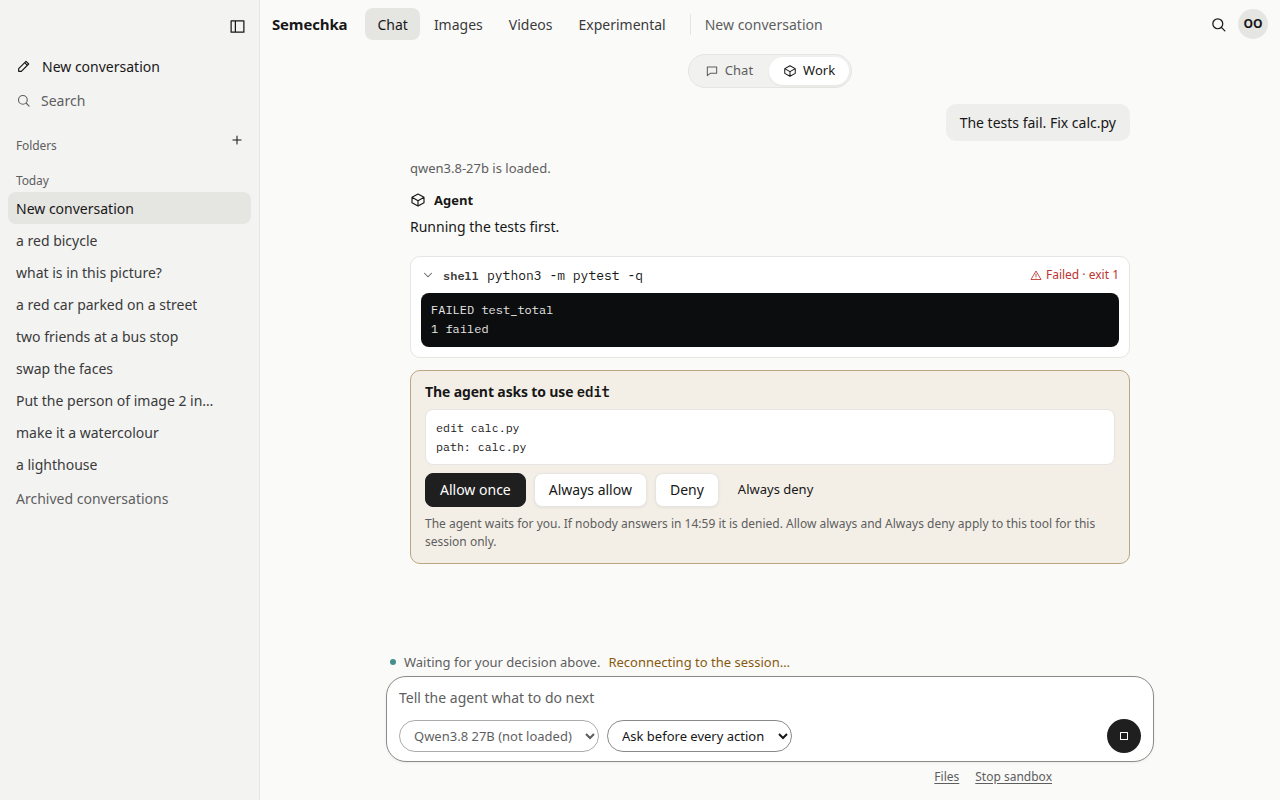 Semechka
Chat
Images
Videos
Experimental
New conversation
OO
New conversation
Search
Folders
Today
New conversation
a red bicycle
what is in this picture?
a red car parked on a street
two friends at a bus stop
swap the faces
Put the person of image 2 in...
make it a watercolour
a lighthouse
Archived conversations
Chat
Work
The tests fail. Fix calc.py
qwen3.8-27b is loaded.
Agent
Running the tests first.
shell python3 -m pytest -q
Failed · exit 1
FAILED test_total
1 failed
The agent asks to use edit
edit calc.py
path: calc.py
Allow once
Always allow
Deny
Always deny
The agent waits for you. If nobody answers in 14:59 it is denied. Allow always and Always deny apply to this tool for this
session only.
Waiting for your decision above. Reconnecting to the session...
Tell the agent what to do next
Qwen3.8 27B (not loaded)
Ask before every action
Files
Stop sandbox